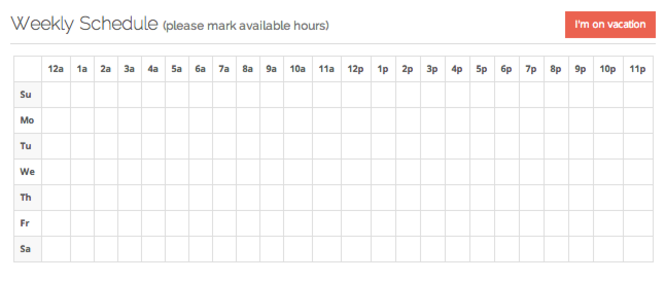 Weekly Schedule (please mark available hours)
I'm on vacation
12a 1a 2a 3a 4a 5a 6a 7a 8a 9a 10a 11a 12p 1p 2p 3p 4p 5p 6p 7p 8p 9p 10p 11p
Su
Mo
Tu
We
Th
Fr
Sa